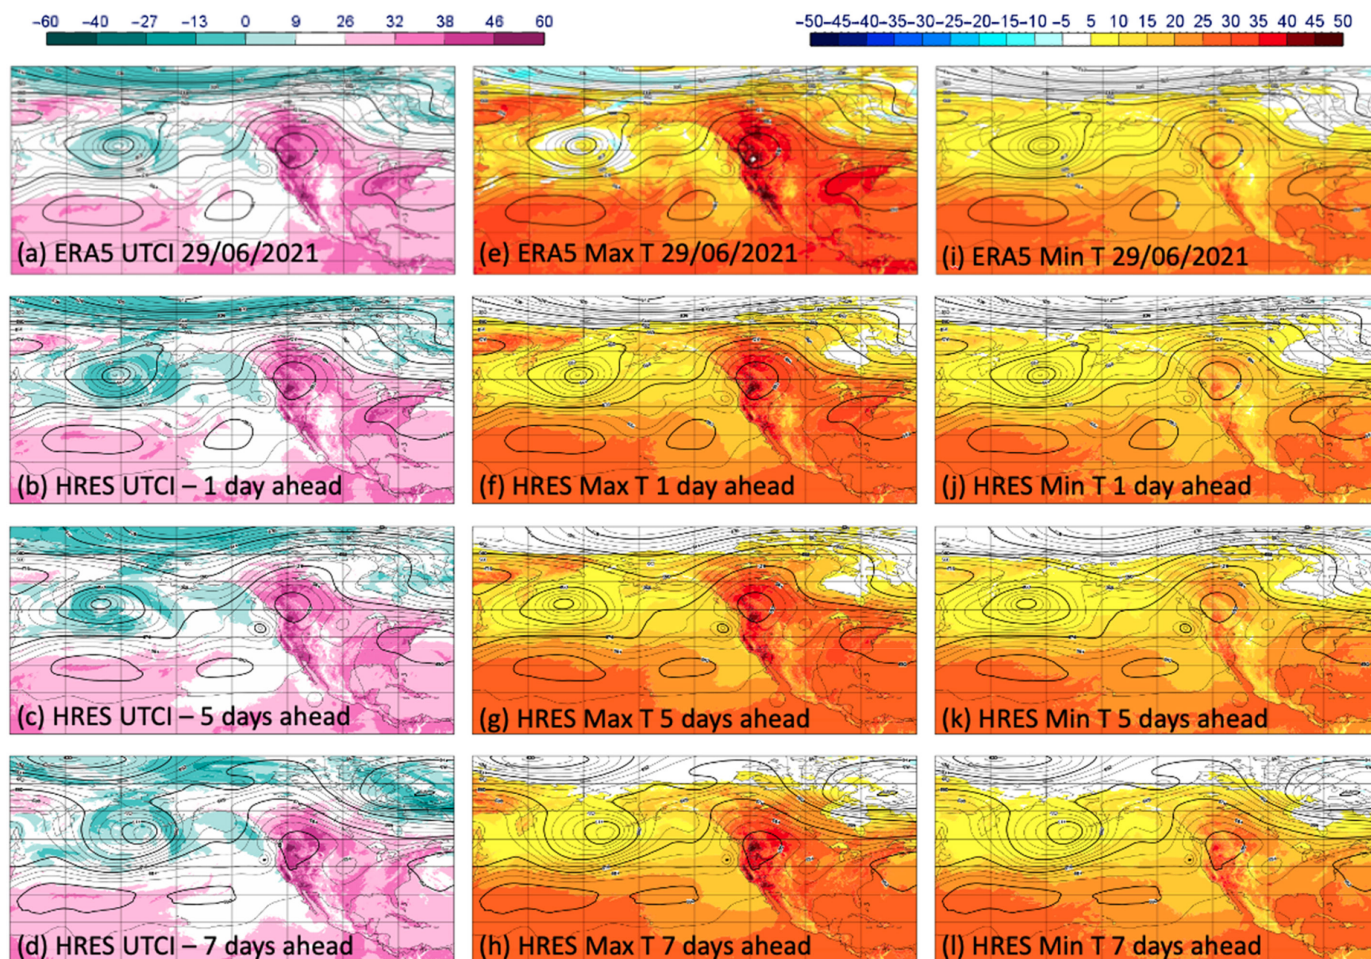 -60 -40 -27 -13 0 9 26 32 38 46 60
-50-45-40-35-30-25-20-15-10 -5 5 10 15 20 25 30 35 40 45 50
(a) ERA5 UTCI 29/06/2021
(e) ERA5 Max T 29/06/2021
(i) ERA5 Min T 29/06/2021
(b) HRES UTCI – 1 day ahead
(f) HRES Max T 1 day ahead
(j) HRES Min T 1 day ahead
(c) HRES UTCI – 5 days ahead
(g) HRES Max T 5 days ahead
(k) HRES Min T 5 days ahead
(d) HRES UTCI – 7 days ahead
(h) HRES Max T 7 days ahead
(l) HRES Min T 7 days ahead